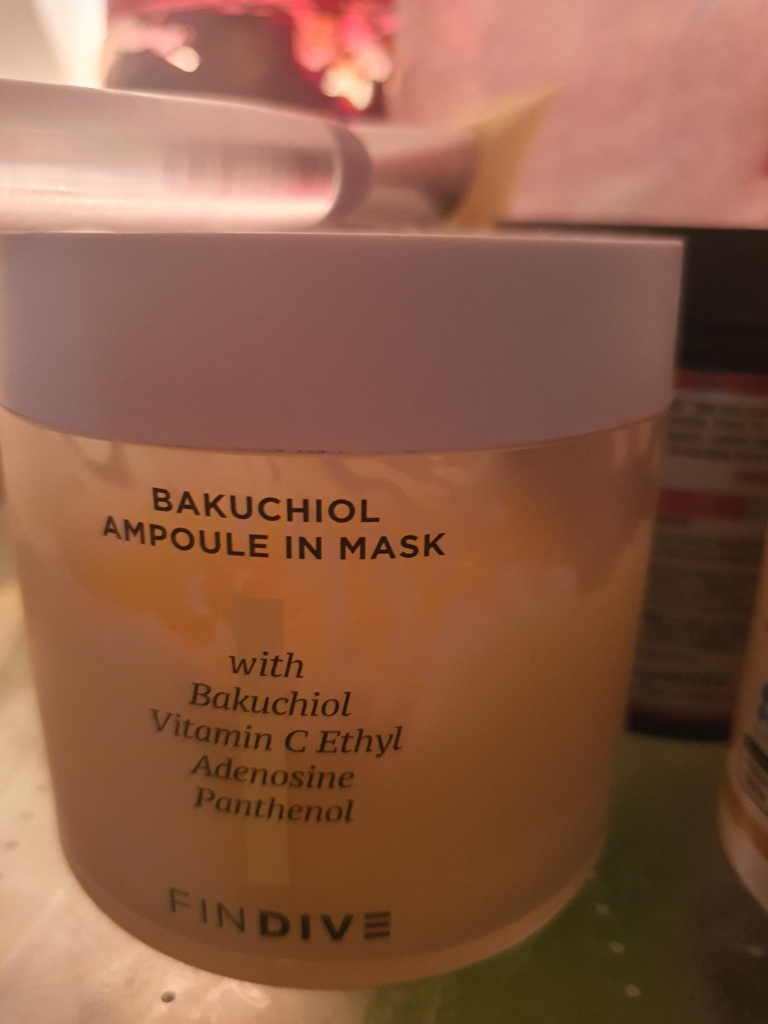 BAKUCHIOL
AMPOULE IN MASK
with
Bakuchiol
Vitamin C Ethyl
Adenosine
Panthenol
FINDIVE